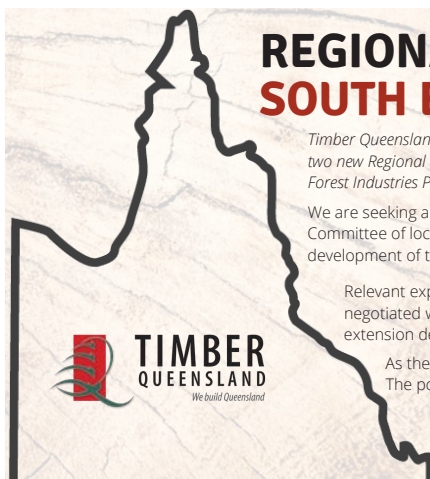 REGION
SOUTH
Timber Queenslan
two new Regional
Forest Industries P
We are seeking a
Committee of loc
development of t
Relevant exp
negotiated w
extension de
As the
The po
TIMBER
QUEENSLAND
We build Queensland